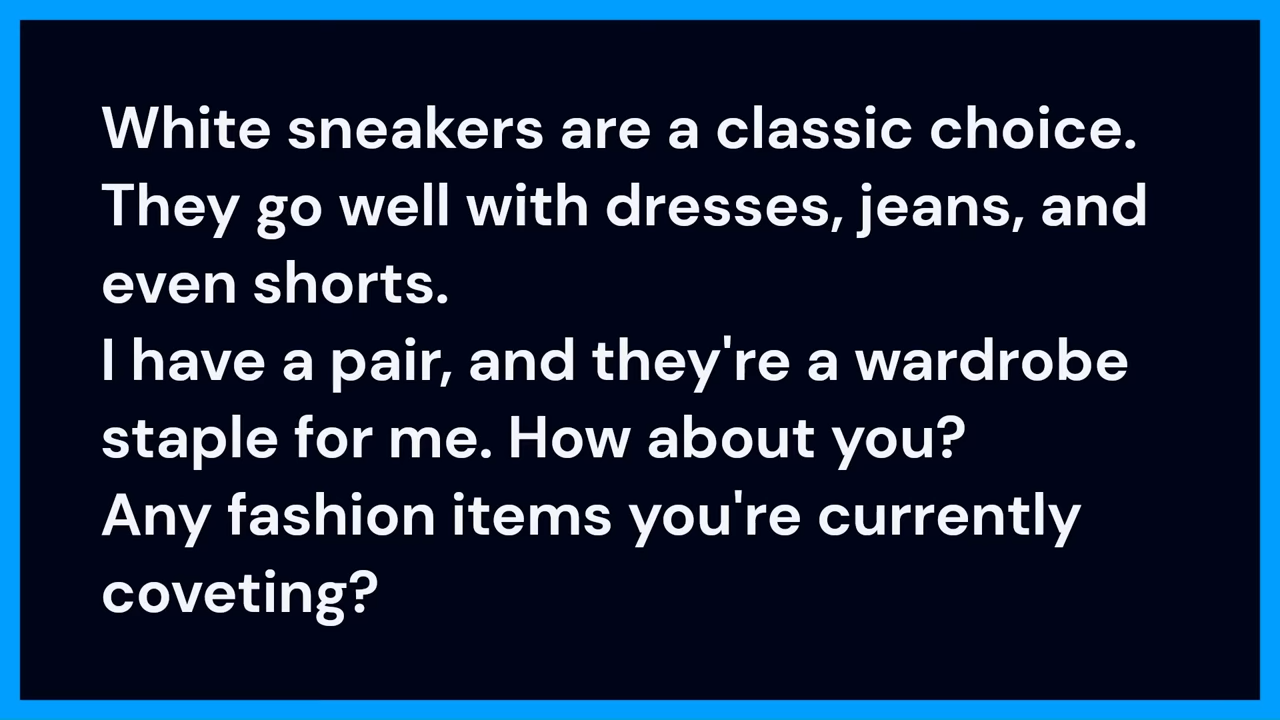 White sneakers are a classic choice.
They go well with dresses, jeans, and
even shorts.
I have a pair, and they're a wardrobe
staple for me. How about you?
Any fashion items you're currently
coveting?